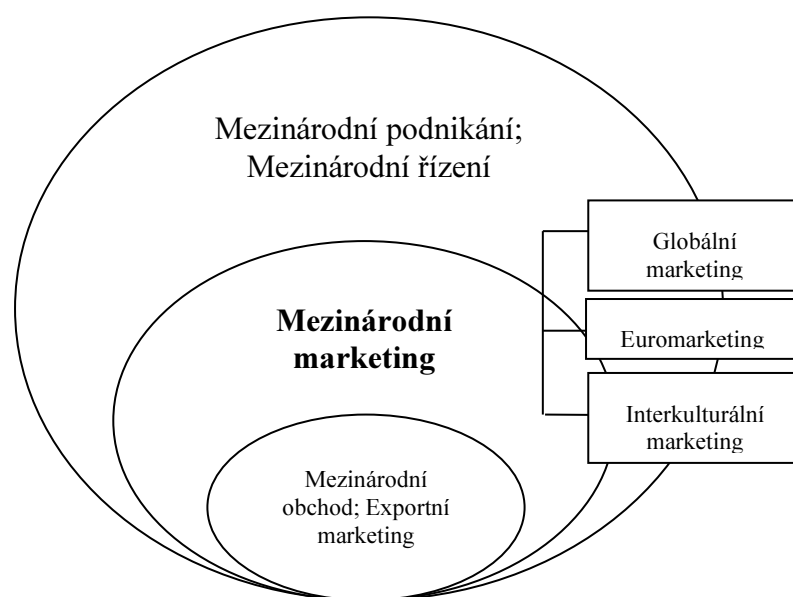 Mezinárodní podnikání;
Mezinárodní řízení
Globální
marketing
Mezinárodní
marketing
Euromarketing
Interkulturální
marketing
Mezinárodní
obchod; Exportní
marketing